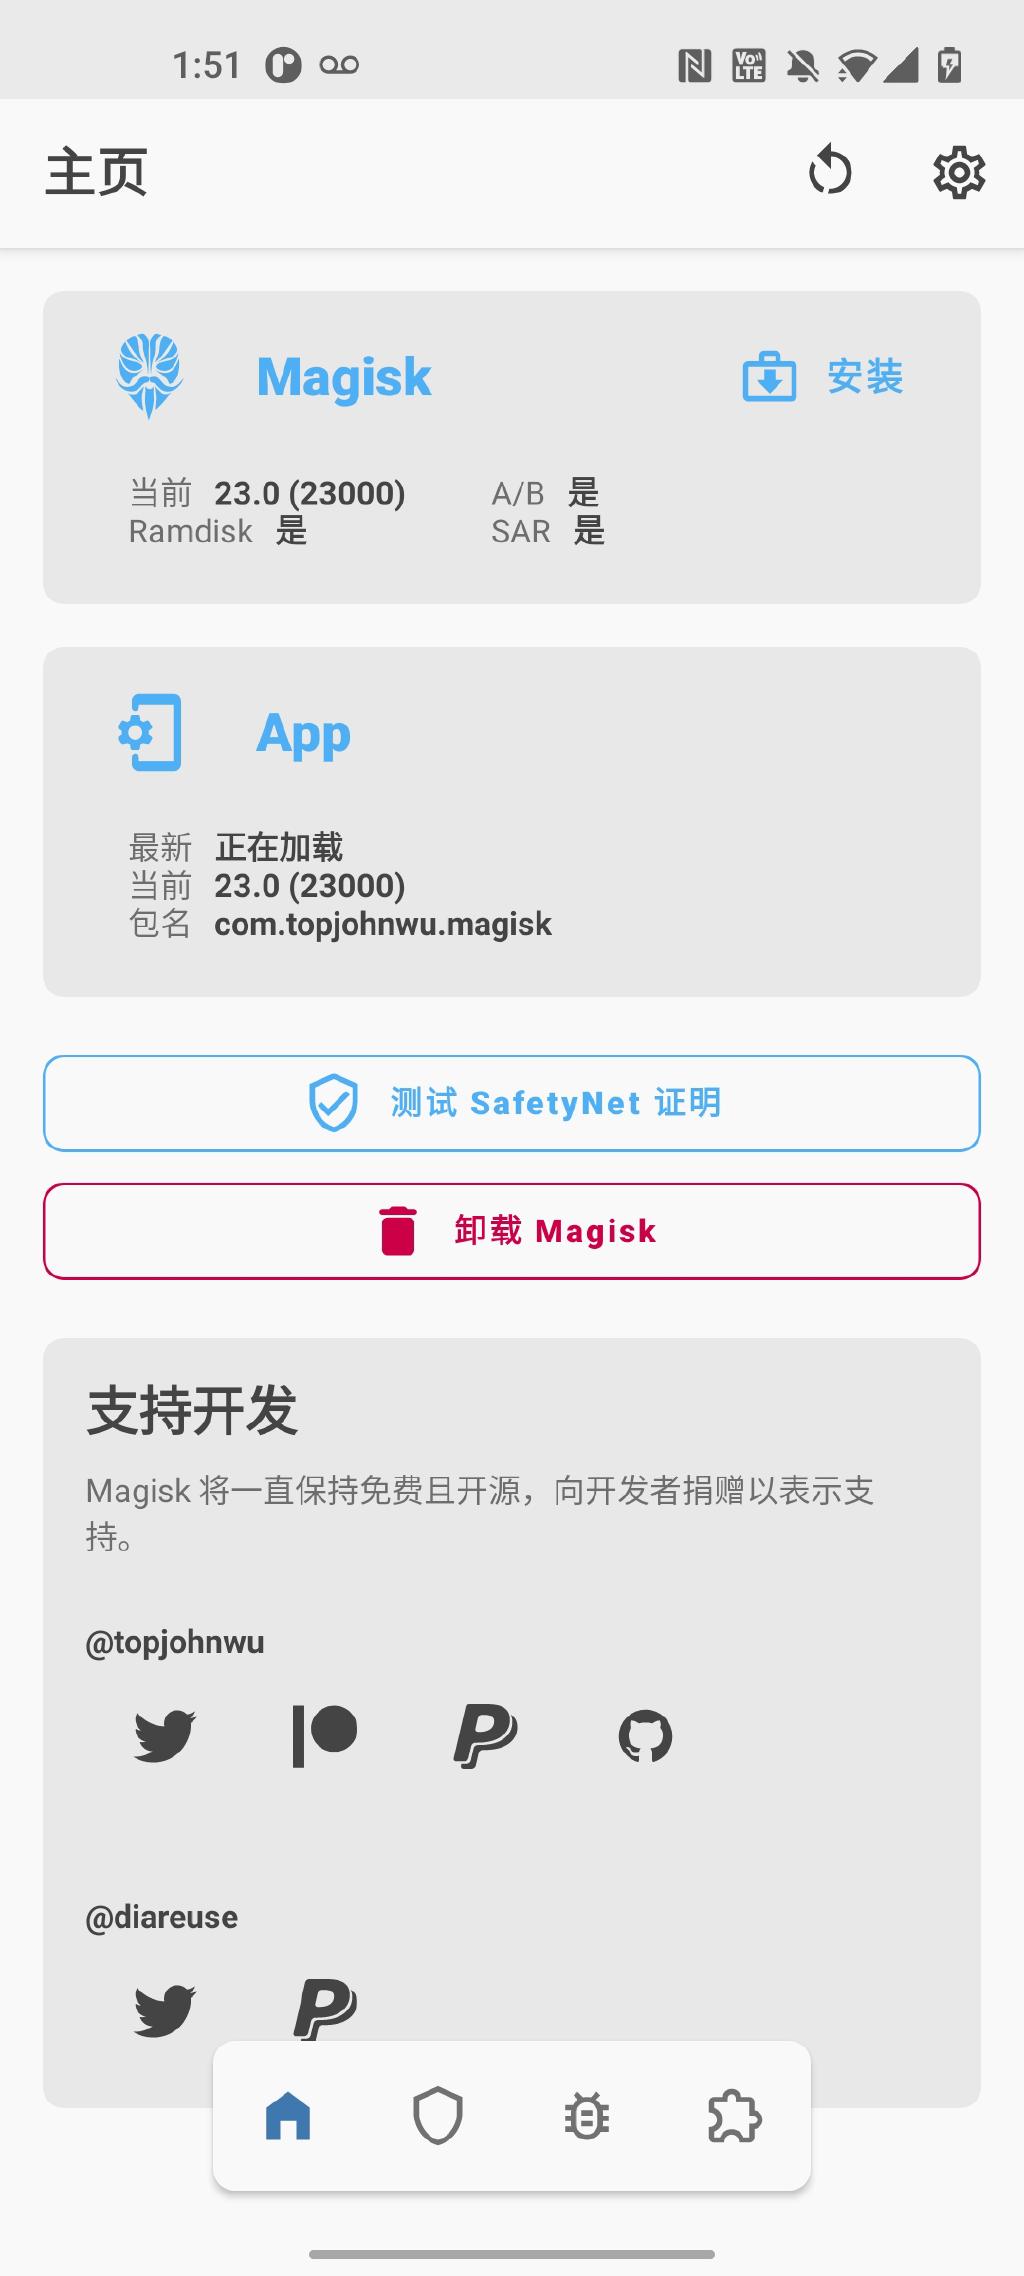 1:51
主页
Magisk
安装
当前 23.0 (23000) A/B 是
Ramdisk 是 SAR 是
App
最新 正在加载
当前 23.0 (23000)
包名 com.topjohnwu.magisk
测试 SafetyNet 证明
卸载 Magisk
支持开发
Magisk 将一直保持免费且开源，向开发者捐赠以表示支
持。
@topjohnwu
@diareuse